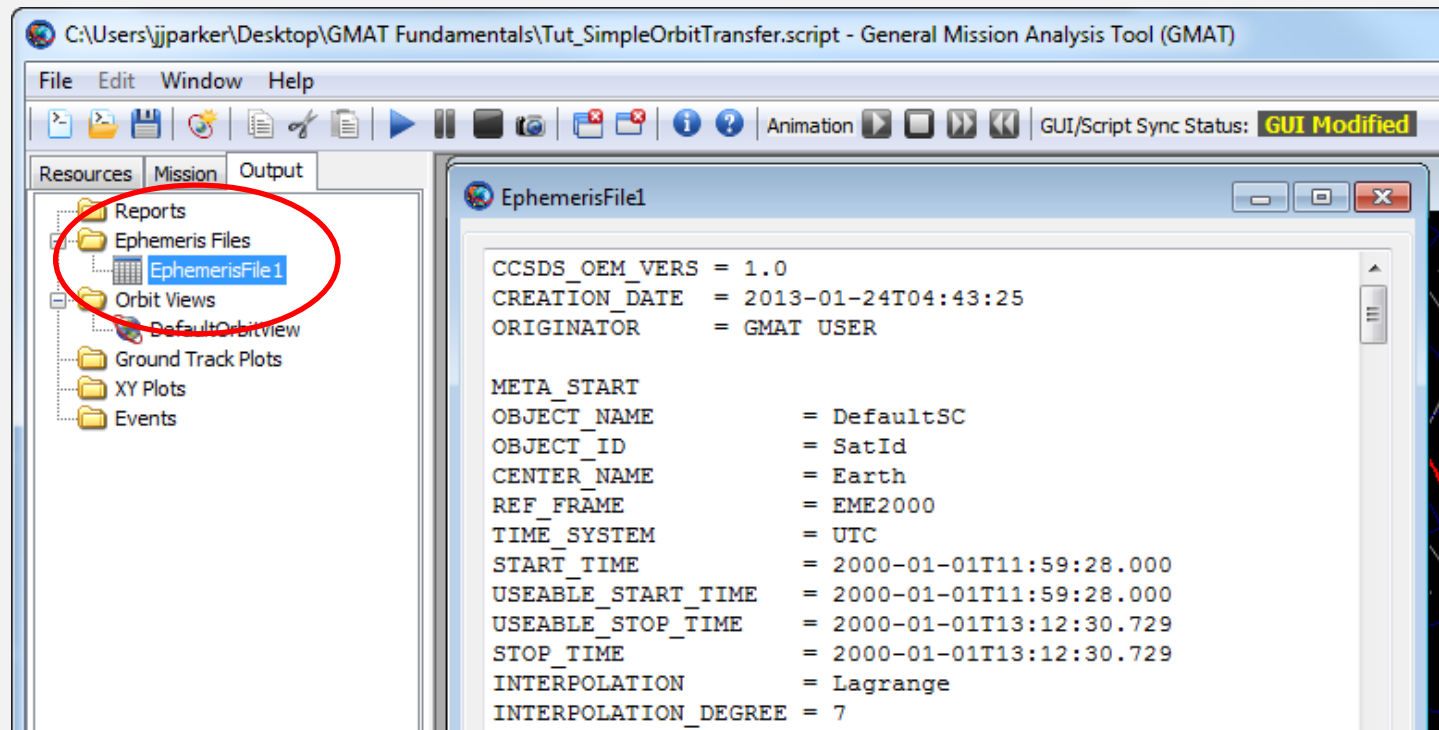 C:\Users\jjparker\Desktop\GMAT Fundamentals\Tut_SimpleOrbitTransfer.script - General Mission Analysis Tool (GMAT)
File Edit Window Help
Animation GUI/Script Sync Status: GUI Modified
Resources Mission Output
Reports
Ephemeris Files
EphemerisFile1
Orbit Views
DefaultOrbitView
Ground Track Plots
XY Plots
Events
EphemerisFile1
CCSDS_OEM_VERS = 1.0
CREATION_DATE = 2013-01-24T04:43:25
ORIGINATOR = GMAT USER
META_START
OBJECT_NAME = DefaultSC
OBJECT_ID = SatId
CENTER_NAME = Earth
REF_FRAME = EME2000
TIME_SYSTEM = UTC
START_TIME = 2000-01-01T11:59:28.000
USEABLE_START_TIME = 2000-01-01T11:59:28.000
USEABLE_STOP_TIME = 2000-01-01T13:12:30.729
STOP_TIME = 2000-01-01T13:12:30.729
INTERPOLATION = Lagrange
INTERPOLATION_DEGREE = 7